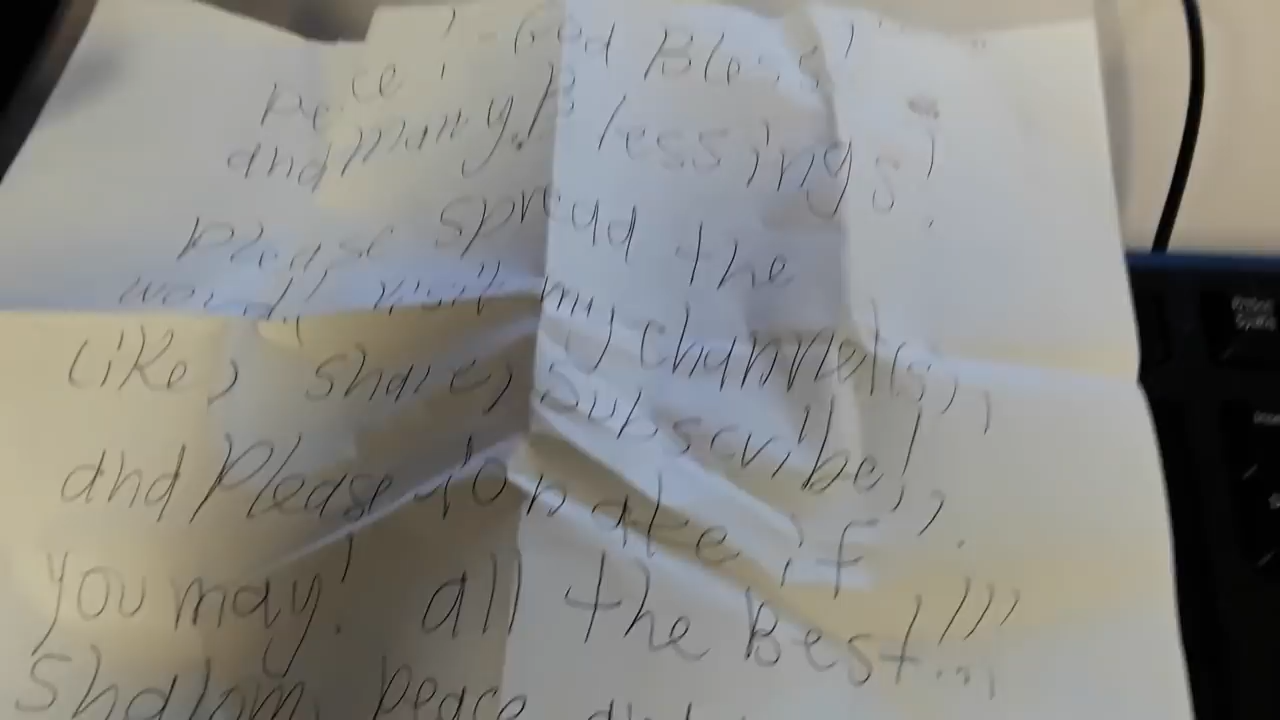 Peace! God Bless!
and many Blessings!
Please spread the
word! visit my channel(s),
Like, share, Subscribe!!,
and Please donate if
you may! all the Best!!!!
Shalom, peace